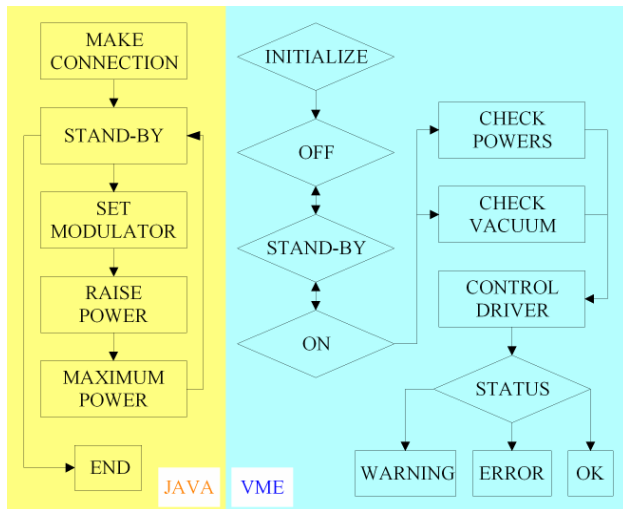 MAKE
CONNECTION
STAND-BY
SET
MODULATOR
RAISE
POWER
MAXIMUM
POWER
END
JAVA
INITIALIZE
OFF
STAND-BY
ON
CHECK
POWERS
CHECK
VACUUM
CONTROL
DRIVER
STATUS
WARNING
ERROR
OK
VME